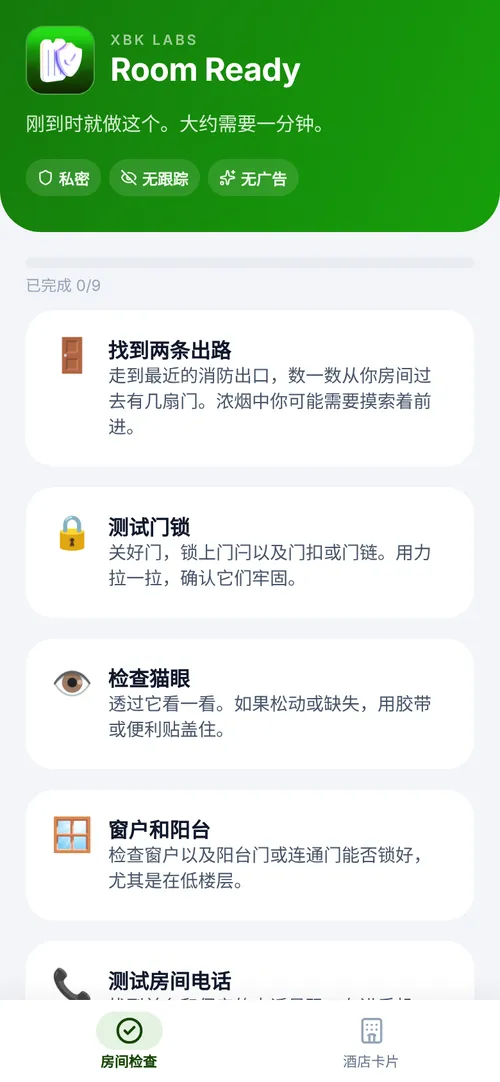 XBK LABS
Room Ready
刚到时就做这个。大约需要一分钟。
私密
无跟踪
无广告
已完成 0/9
找到两条出路
走到最近的消防出口，数一数从你房间过
去有几扇门。浓烟中你可能需要摸索着前
进。
测试门锁
关好门，锁上门闩以及门扣或门链。用力
拉一拉，确认它们牢固。
检查猫眼
透过它看一看。如果松动或缺失，用胶带
或便利贴盖住。
窗户和阳台
检查窗户以及阳台门或连通门能否锁好，
尤其是在低楼层。
测试房间电话
房间检查
酒店卡片